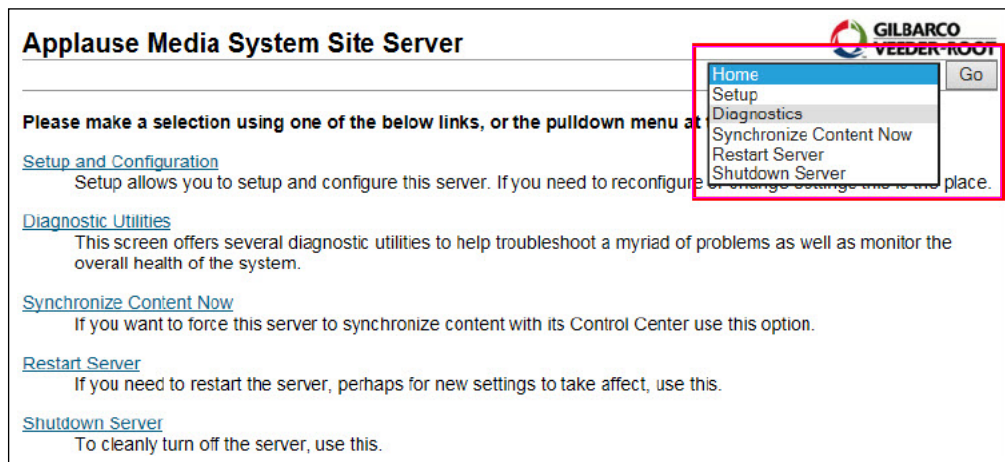 Applause Media System Site Server
GILBARCO
VEEDER-ROOT
Home
Go
Setup
Diagnostics
Synchronize Content Now
Restart Server
Shutdown Server
Please make a selection using one of the below links, or the pulldown menu at
Setup and Configuration
Setup allows you to setup and configure this server. If you need to reconfigure or change settings this is the place.
Diagnostic Utilities
This screen offers several diagnostic utilities to help troubleshoot a myriad of problems as well as monitor the
overall health of the system.
Synchronize Content Now
If you want to force this server to synchronize content with its Control Center use this option.
Restart Server
If you need to restart the server, perhaps for new settings to take affect, use this.
Shutdown Server
To cleanly turn off the server, use this.